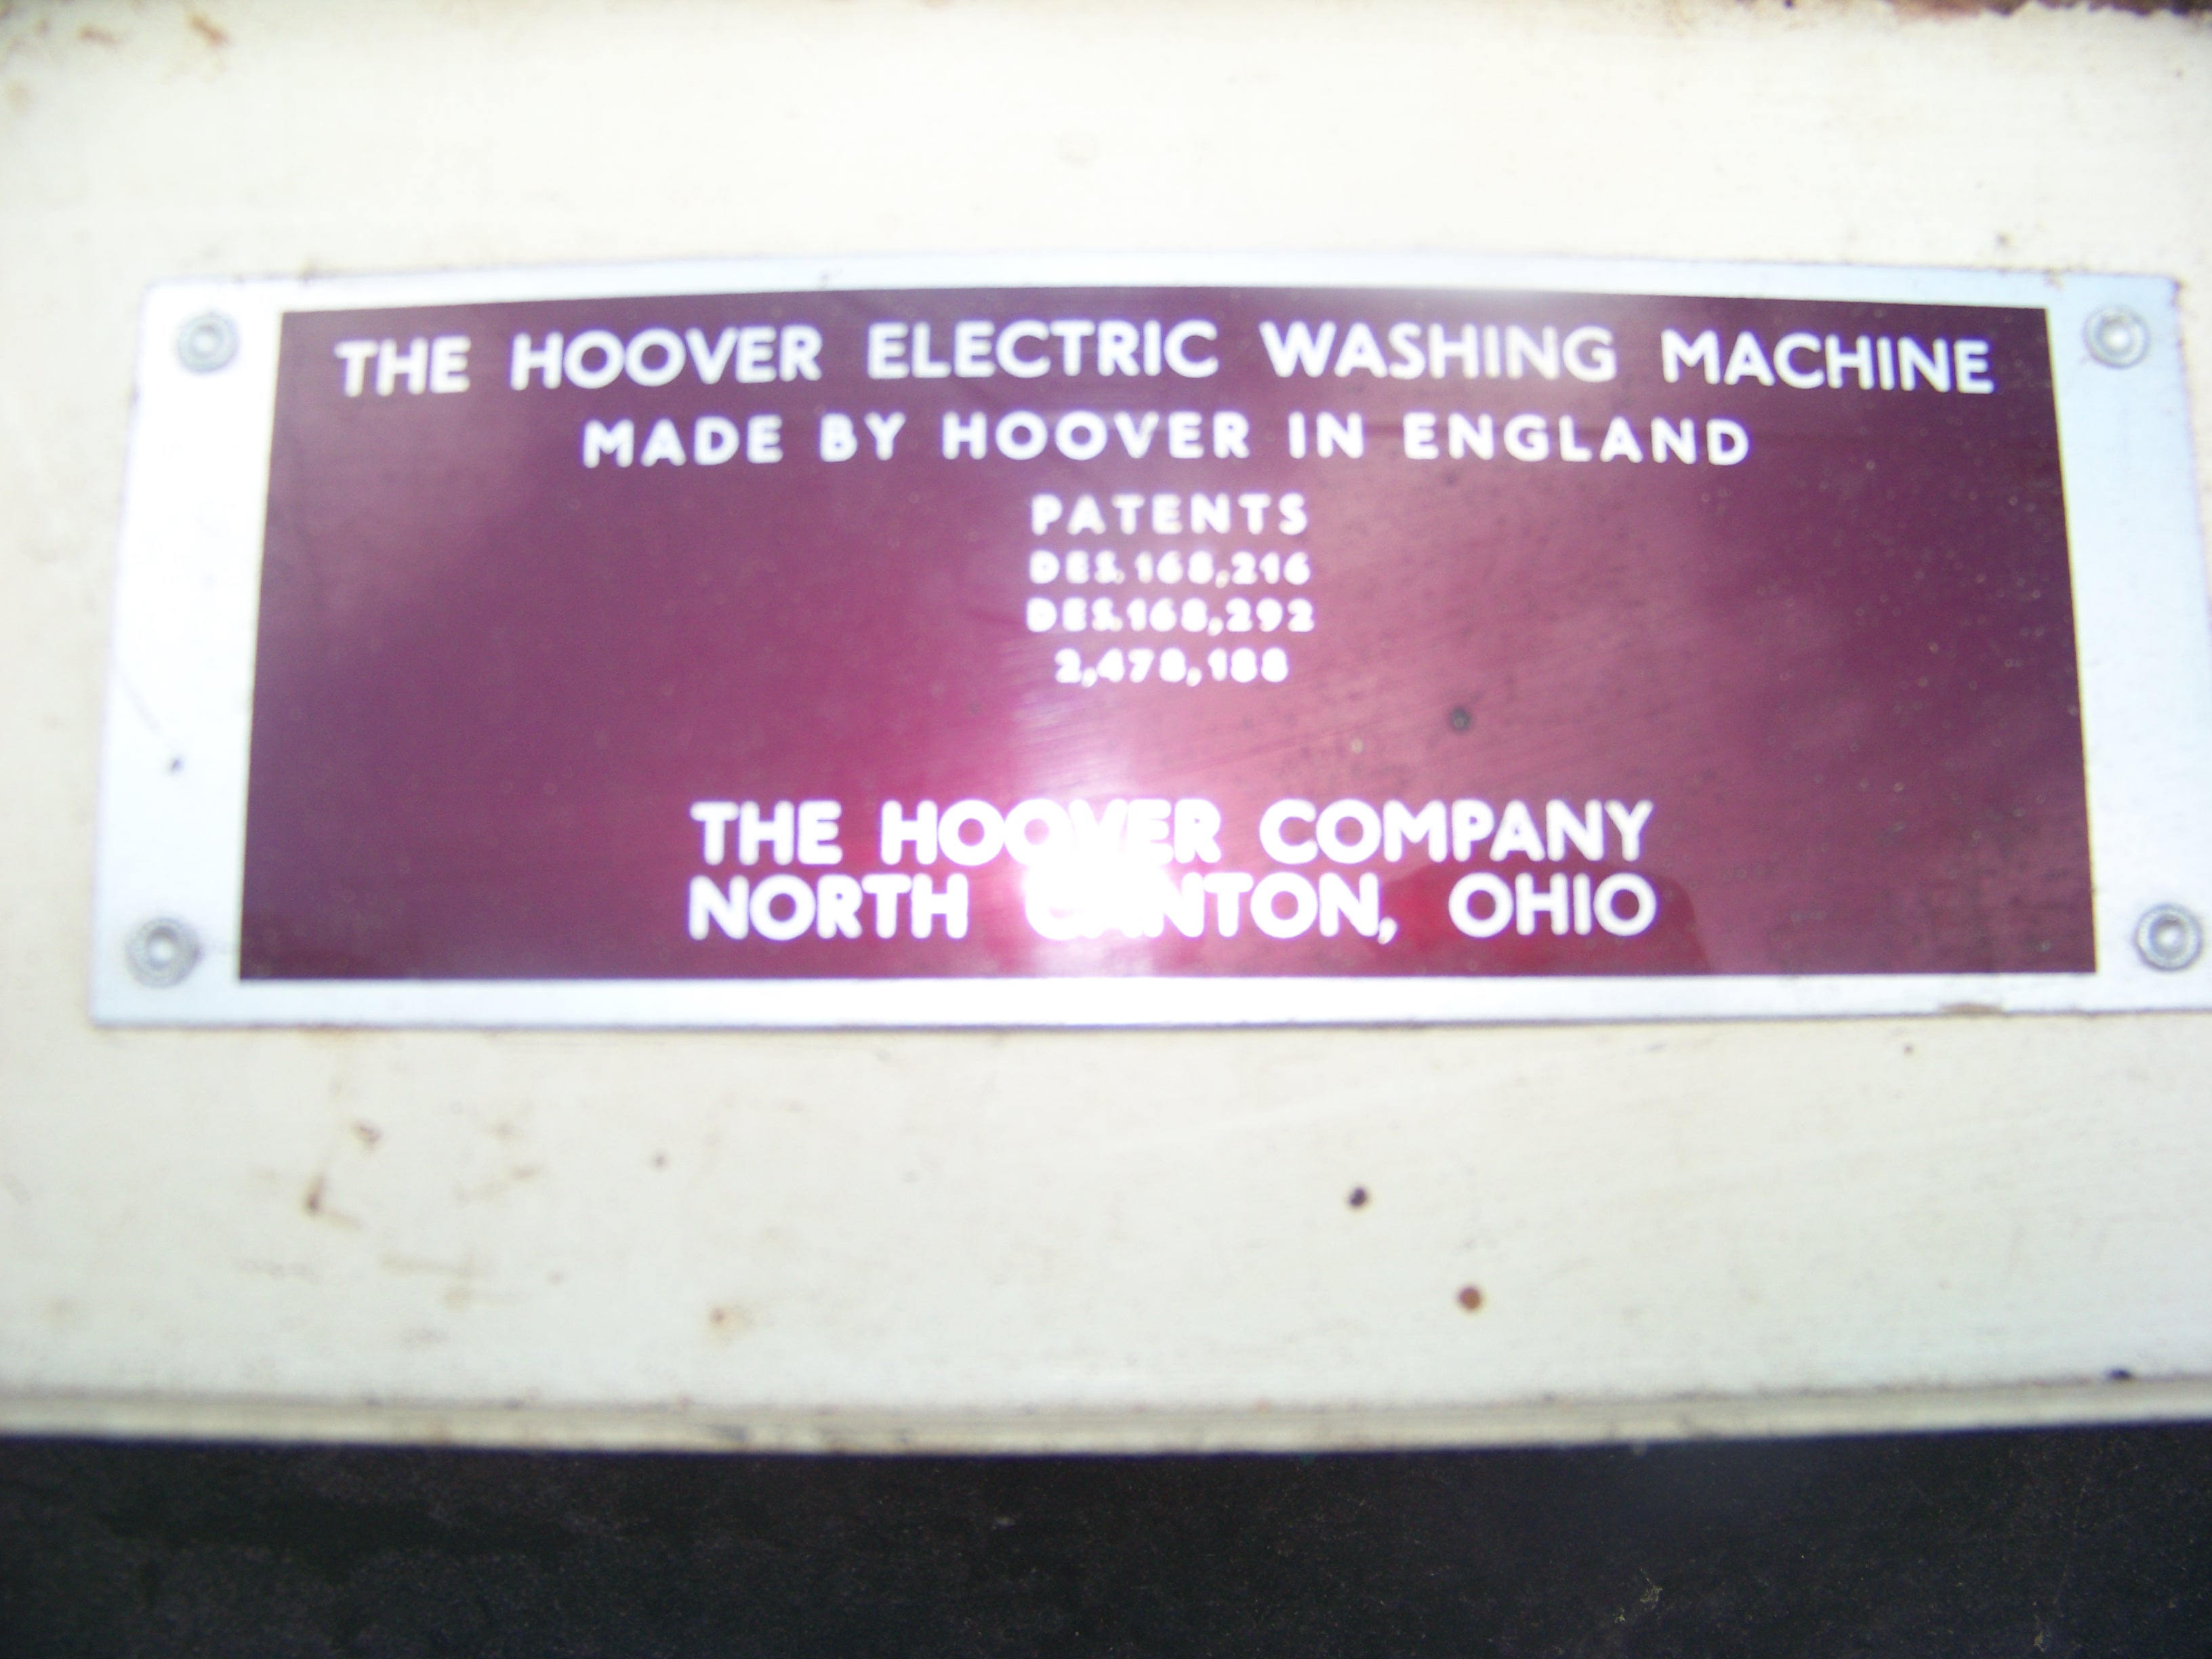 THE HOOVER ELECTRIC WASHING MACHINE
MADE BY HOOVER IN ENGLAND
PATENTS
DES. 168,216
DES. 168,292
2,478,188
THE HOOVER COMPANY
NORTH CANTON, OHIO